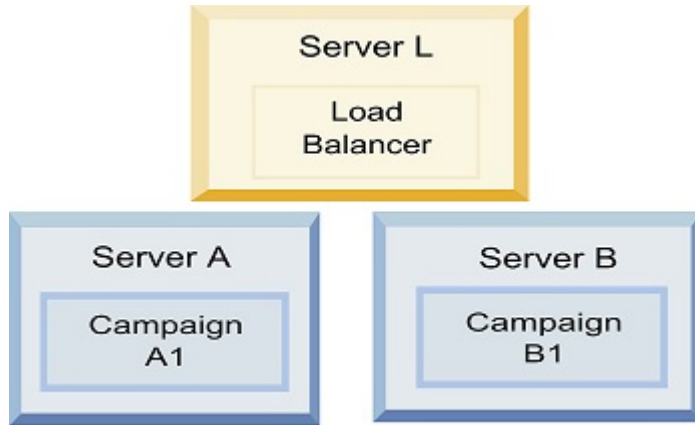 Server L
Load
Balancer
Server A
Campaign
A1
Server B
Campaign
B1